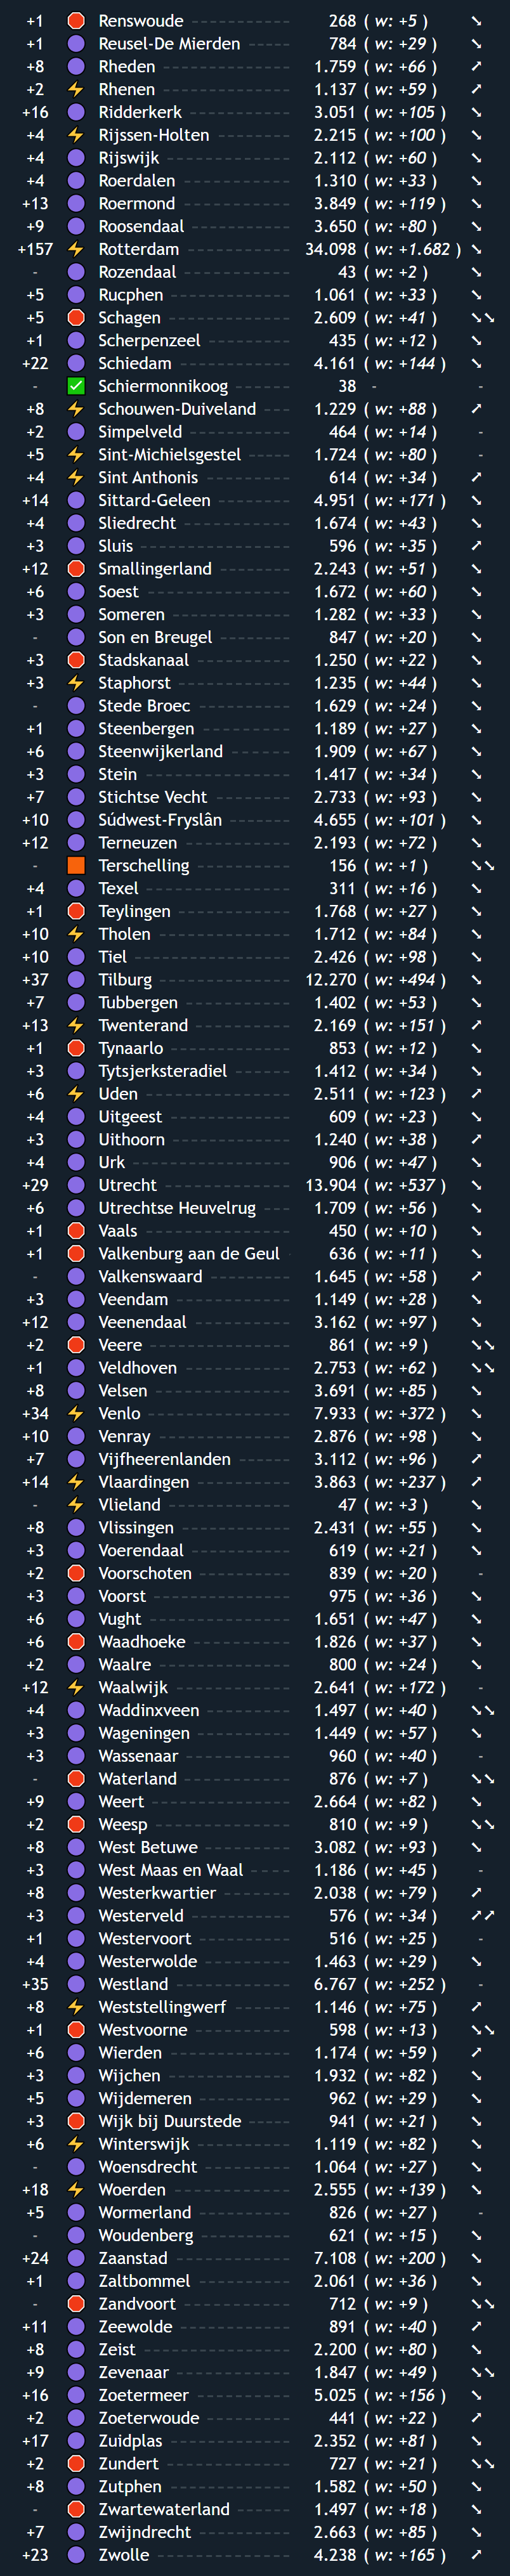 +1 Renswoude 268 ( w: +5 )
+1 Reusel-De Mierden 784 ( w: +29 )
+8 Rheden 1.759 ( w: +66 )
+2 Rhenen 1.137 ( w: +59 )
+16 Ridderkerk 3.051 ( w: +105 )
+4 Rijssen-Holten 2.215 ( w: +100 )
+4 Rijswijk 2.112 ( w: +60 )
+4 Roerdalen 1.310 ( w: +33 )
+13 Roermond 3.849 ( w: +119 )
+9 Roosendaal 3.650 ( w: +80 )
+157 Rotterdam 34.098 ( w: +1.682 )
- Rozendaal 43 ( w: +2 )
+5 Rucphen 1.061 ( w: +33 )
+5 Schagen 2.609 ( w: +41 )
+1 Scherpenzeel 435 ( w: +12 )
+22 Schiedam 4.161 ( w: +144 )
- Schiermonnikoog 38 - -
+8 Schouwen-Duiveland 1.229 ( w: +88 )
+2 Simpelveld 464 ( w: +14 ) -
+5 Sint-Michielsgestel 1.724 ( w: +80 ) -
+4 Sint Anthonis 614 ( w: +34 )
+14 Sittard-Geleen 4.951 ( w: +171 )
+4 Sliedrecht 1.674 ( w: +43 )
+3 Sluis 596 ( w: +35 )
+12 Smallingerland 2.243 ( w: +51 )
+6 Soest 1.672 ( w: +60 )
+3 Someren 1.282 ( w: +33 )
- Son en Breugel 847 ( w: +20 )
+3 Stadskanaal 1.250 ( w: +22 )
+3 Staphorst 1.235 ( w: +44 )
- Stede Broec 1.629 ( w: +24 )
+1 Steenbergen 1.189 ( w: +27 )
+6 Steenwijkerland 1.909 ( w: +67 )
+3 Stein 1.417 ( w: +34 )
+7 Stichtse Vecht 2.733 ( w: +93 )
+10 Súdwest-Fryslân 4.655 ( w: +101 )
+12 Terneuzen 2.193 ( w: +72 )
- Terschelling 156 ( w: +1 )
+4 Texel 311 ( w: +16 )
+1 Teylingen 1.768 ( w: +27 )
+10 Tholen 1.712 ( w: +84 )
+10 Tiel 2.426 ( w: +98 )
+37 Tilburg 12.270 ( w: +494 )
+7 Tubbergen 1.402 ( w: +53 )
+13 Twenterand 2.169 ( w: +151 )
+1 Tynaarlo 853 ( w: +12 )
+3 Tytsjerksteradiel 1.412 ( w: +34 )
+6 Uden 2.511 ( w: +123 )
+4 Uitgeest 609 ( w: +23 )
+3 Uithoorn 1.240 ( w: +38 )
+4 Urk 906 ( w: +47 )
+29 Utrecht 13.904 ( w: +537 )
+6 Utrechtse Heuvelrug 1.709 ( w: +56 )
+1 Vaals 450 ( w: +10 )
+1 Valkenburg aan de Geul 636 ( w: +11 )
- Valkenswaard 1.645 ( w: +58 )
+3 Veendam 1.149 ( w: +28 )
+12 Veenendaal 3.162 ( w: +97 )
+2 Veere 861 ( w: +9 )
+1 Veldhoven 2.753 ( w: +62 )
+8 Velsen 3.691 ( w: +85 )
+34 Venlo 7.933 ( w: +372 )
+10 Venray 2.876 ( w: +98 )
+7 Vijfheerenlanden 3.112 ( w: +96 )
+14 Vlaardingen 3.863 ( w: +237 )
- Vlieland 47 ( w: +3 )
+8 Vlissingen 2.431 ( w: +55 )
+3 Voerendaal 619 ( w: +21 )
+2 Voorschoten 839 ( w: +20 ) -
+3 Voorst 975 ( w: +36 )
+6 Vught 1.651 ( w: +47 )
+6 Waadhoeke 1.826 ( w: +37 )
+2 Waalre 800 ( w: +24 )
+12 Waalwijk 2.641 ( w: +172 ) -
+4 Waddinxveen 1.497 ( w: +40 )
+3 Wageningen 1.449 ( w: +57 )
+3 Wassenaar 960 ( w: +40 ) -
- Waterland 876 ( w: +7 )
+9 Weert 2.664 ( w: +82 )
+2 Weesp 810 ( w: +9 )
+8 West Betuwe 3.082 ( w: +93 )
+3 West Maas en Waal 1.186 ( w: +45 ) -
+8 Westerkwartier 2.038 ( w: +79 )
+3 Westerveld 576 ( w: +34 )
+1 Westervoort 516 ( w: +25 ) -
+4 Westerwolde 1.463 ( w: +29 )
+35 Westland 6.767 ( w: +252 ) -
+8 Weststellingwerf 1.146 ( w: +75 )
+1 Westvoorne 598 ( w: +13 )
+6 Wierden 1.174 ( w: +59 )
+3 Wijchen 1.932 ( w: +82 )
+5 Wijdemeren 962 ( w: +29 )
+3 Wijk bij Duurstede 941 ( w: +21 )
+6 Winterswijk 1.119 ( w: +82 )
- Woensdrecht 1.064 ( w: +27 )
+18 Woerden 2.555 ( w: +139 )
+5 Wormerland 826 ( w: +27 ) -
- Woudenberg 621 ( w: +15 )
+24 Zaanstad 7.108 ( w: +200 )
+1 Zaltbommel 2.061 ( w: +36 )
- Zandvoort 712 ( w: +9 )
+11 Zeewolde 891 ( w: +40 )
+8 Zeist 2.200 ( w: +80 )
+9 Zevenaar 1.847 ( w: +49 )
+16 Zoetermeer 5.025 ( w: +156 )
+2 Zoeterwoude 441 ( w: +22 )
+17 Zuidplas 2.352 ( w: +81 )
+2 Zundert 727 ( w: +21 )
+8 Zutphen 1.582 ( w: +50 )
- Zwartewaterland 1.497 ( w: +18 )
+7 Zwijndrecht 2.663 ( w: +85 )
+23 Zwolle 4.238 ( w: +165 )